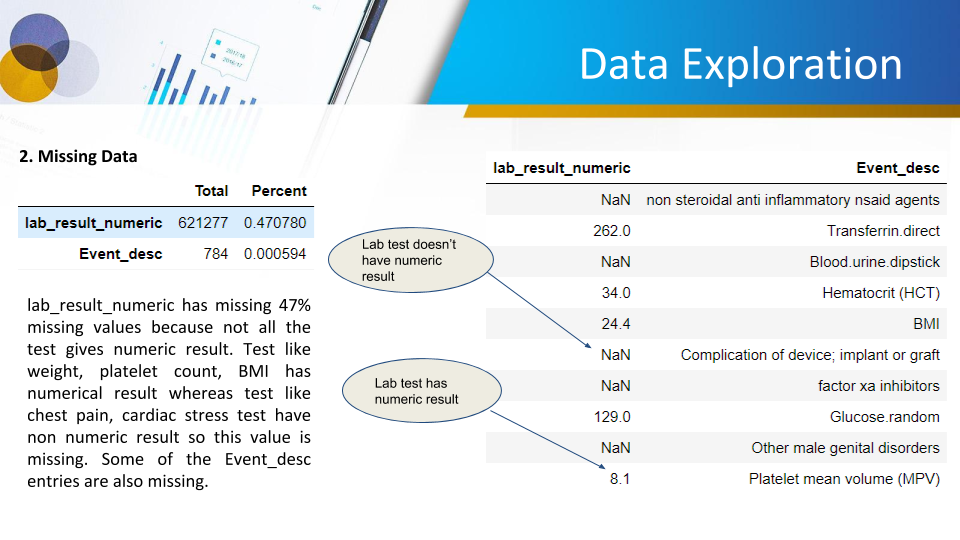 Data Exploration
2. Missing Data
Total Percent
lab_result_numeric 621277 0.470780
Event_desc 784 0.000594
lab_result_numeric has missing 47%
missing values because not all the
test gives numeric result. Test like
weight, platelet count, BMI has
numerical result whereas test like
chest pain, cardiac stress test have
non numeric result so this value is
missing. Some of the Event_desc
entries are also missing.
Lab test doesn't
have numeric
result
Lab test has
numeric result
lab_result_numeric Event_desc
NaN non steroidal anti inflammatory nsaid agents
262.0 Transferrin.direct
NaN Blood.urine.dipstick
34.0 Hematocrit (HCT)
24.4 BMI
NaN Complication of device; implant or graft
NaN factor xa inhibitors
129.0 Glucose.random
NaN Other male genital disorders
8.1 Platelet mean volume (MPV)
2017-18
2016-17